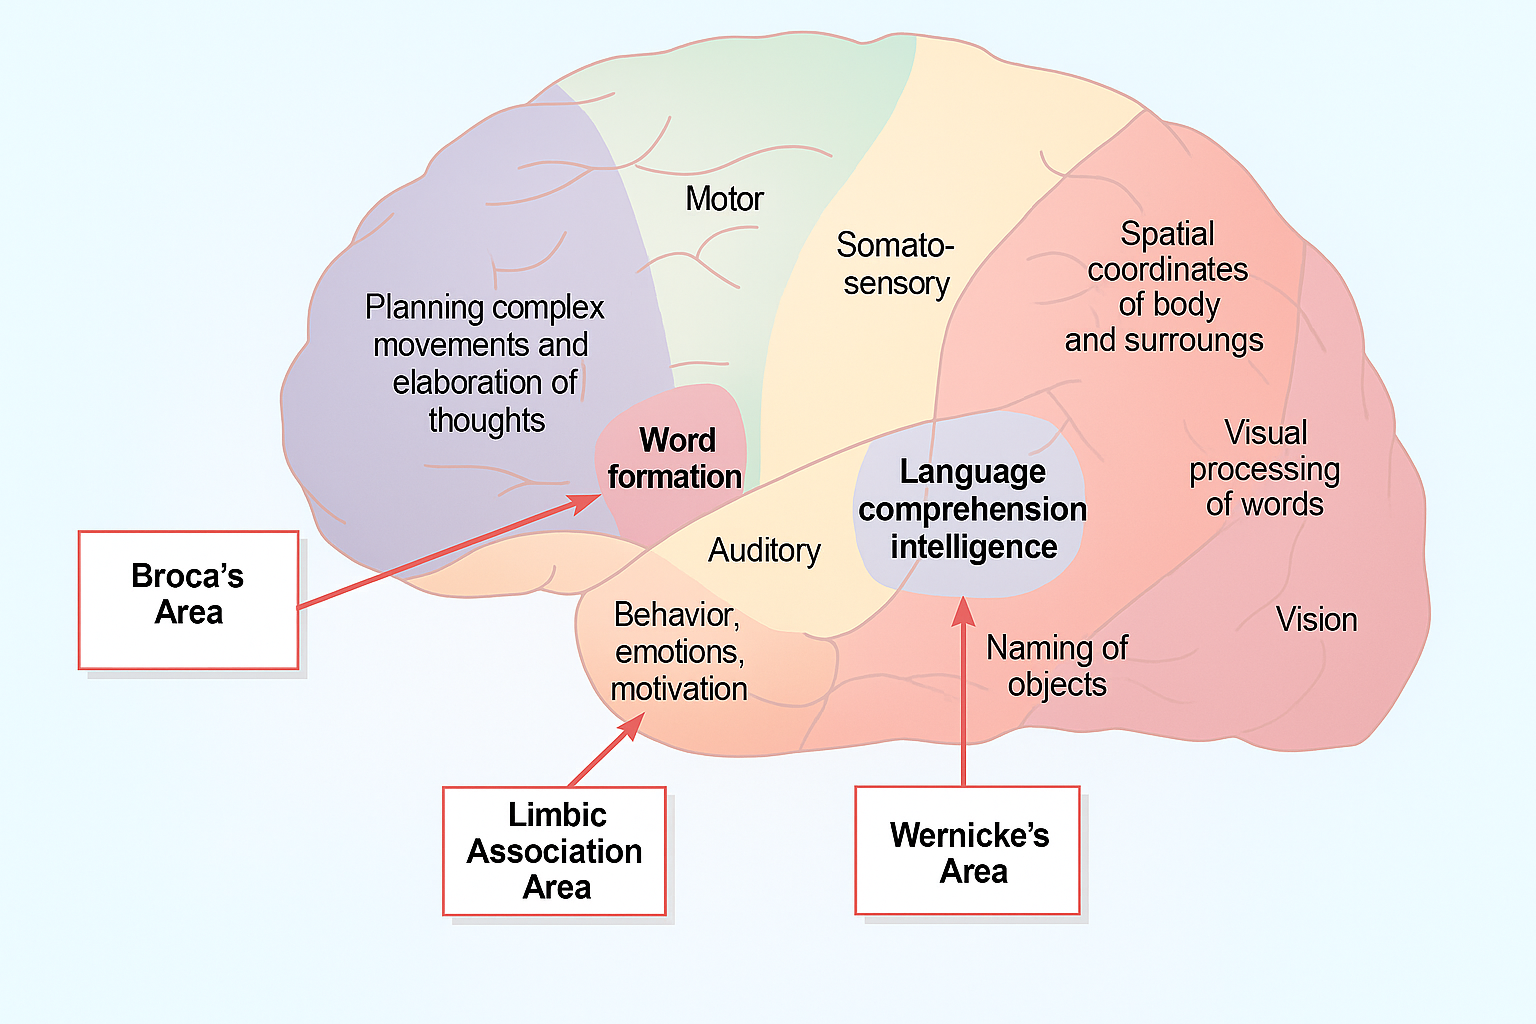 Motor
Somato-
sensory
Spatial
coordinates
of body
and surroungs
Planning complex
movements and
elaboration of
thoughts
Word
formation
Language
comprehension
intelligence
Visual
processing
of words
Auditory
Broca’s
Area
Behavior,
emotions,
motivation
Naming of
objects
Vision
Limbic
Association
Area
Wernicke’s
Area